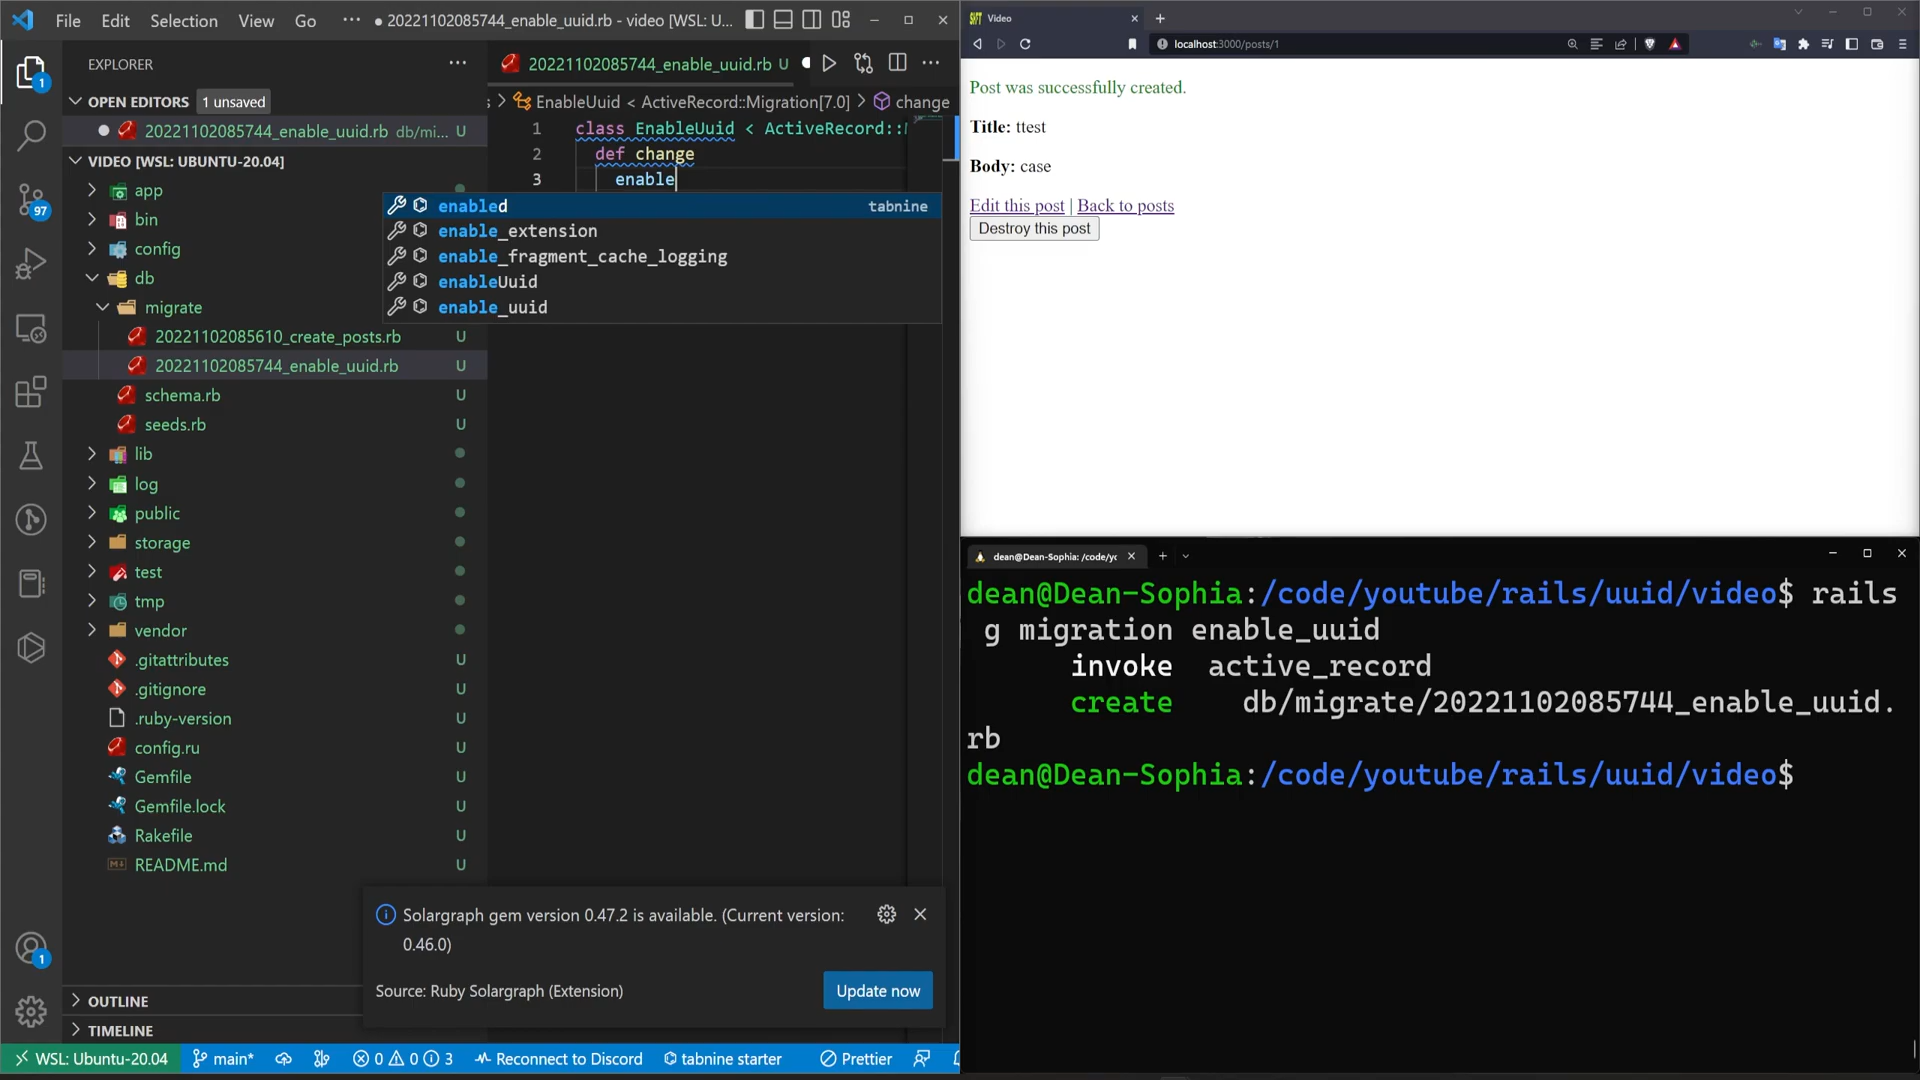 File Edit Selection View Go ··· ● 20221102085744_enable_uuid.rb - video [WSL: U...
EXPLORER
OPEN EDITORS 1 unsaved
20221102085744_enable_uuid.rb db/mi... U
VIDEO [WSL: UBUNTU-20.04]
app
bin
config
db
migrate
20221102085610_create_posts.rb U
20221102085744_enable_uuid.rb U
schema.rb U
seeds.rb U
lib
log
public
storage
test
tmp
vendor
.gitattributes U
.gitignore U
.ruby-version U
config.ru U
Gemfile U
Gemfile.lock U
Rakefile U
README.md U
OUTLINE
TIMELINE
1
97
1
20221102085744_enable_uuid.rb U
s > EnableUuid < ActiveRecord::Migration[7.0] > change
1 class EnableUuid < ActiveRecord::M
2 def change
3 enable
enabled tabnine
enable_extension
enable_fragment_cache_logging
enableUuid
enable_uuid
Solargraph gem version 0.47.2 is available. (Current version:
0.46.0)
Source: Ruby Solargraph (Extension)
Update now
WSL: Ubuntu-20.04 main* 0 0 3 Reconnect to Discord tabnine starter Prettier
Video
localhost:3000/posts/1
Post was successfully created.
Title: ttest
Body: case
Edit this post | Back to posts
Destroy this post
dean@Dean-Sophia: /code/yc
dean@Dean-Sophia:/code/youtube/rails/uuid/video$ rails
g migration enable_uuid
invoke active_record
create db/migrate/20221102085744_enable_uuid.
rb
dean@Dean-Sophia:/code/youtube/rails/uuid/video$